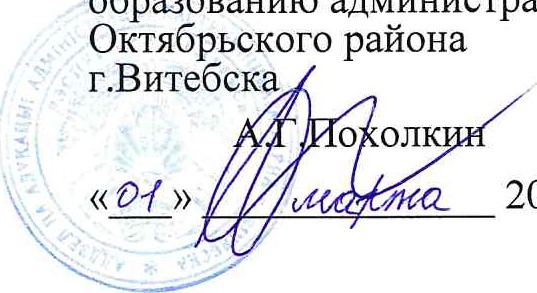 образованию администра
Октябрьского района
г.Витебска
А.Г.Похолкин
«01» марта 20